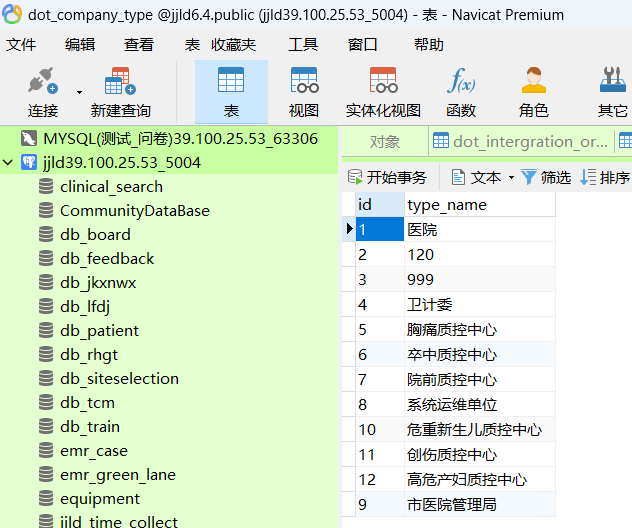 dot_company_type @jjld6.4.public (jjld39.100.25.53_5004) - 表 - Navicat Premium
文件 编辑 查看 表 收藏夹 工具 窗口 帮助
连接 新建查询 表 视图 实体化视图 函数 角色 其它
MYSQL(测试_问卷)39.100.25.53_63306
jjld39.100.25.53_5004
clinical_search
CommunityDataBase
db_board
db_feedback
db_jkxnwx
db_lfdj
db_patient
db_rhgt
db_siteselection
db_tcm
db_train
emr_case
emr_green_lane
equipment
jjld_time_collect
对象 dot_intergration_or...
开始事务 文本 筛选 排序
id type_name
1 医院
2 120
3 999
4 卫计委
5 胸痛质控中心
6 卒中质控中心
7 院前质控中心
8 系统运维单位
10 危重新生儿质控中心
11 创伤质控中心
12 高危产妇质控中心
9 市医院管理局